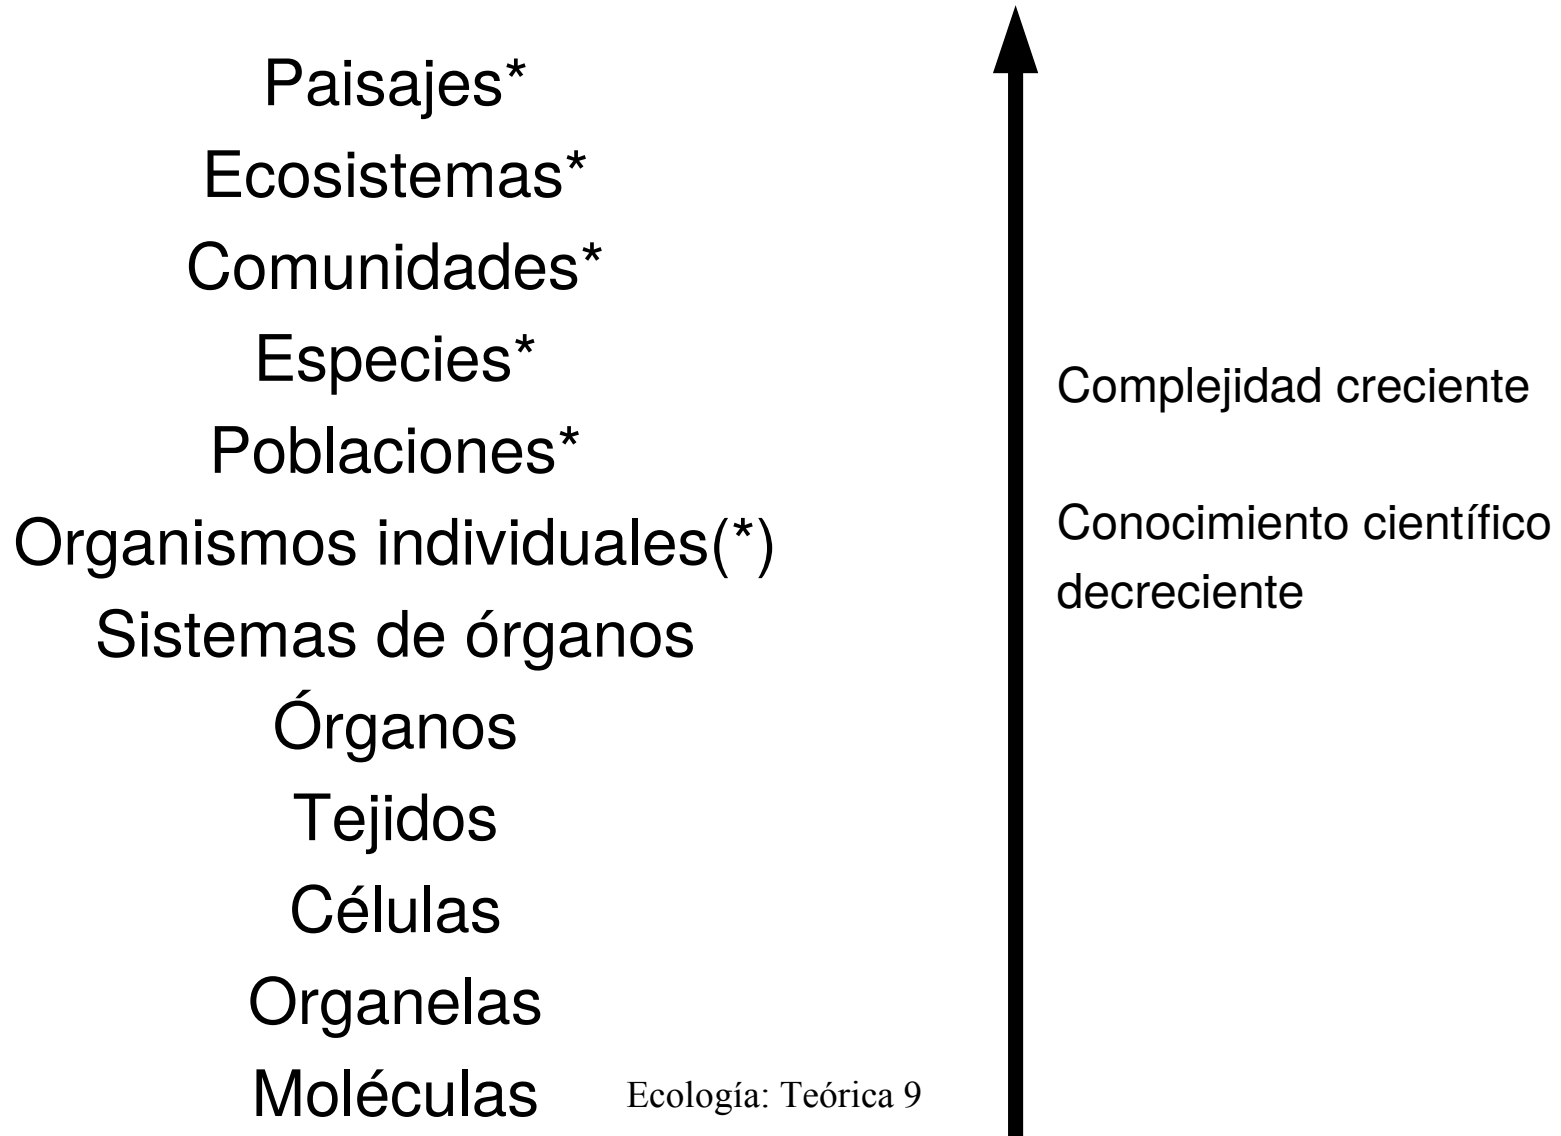 Paisajes*
Ecosistemas*
Comunidades*
Especies*
Poblaciones*
Organismos individuales(*)
Sistemas de órganos
Órganos
Tejidos
Células
Organelas
Moléculas
Complejidad creciente
Conocimiento científico
decreciente
Ecología: Teórica 9